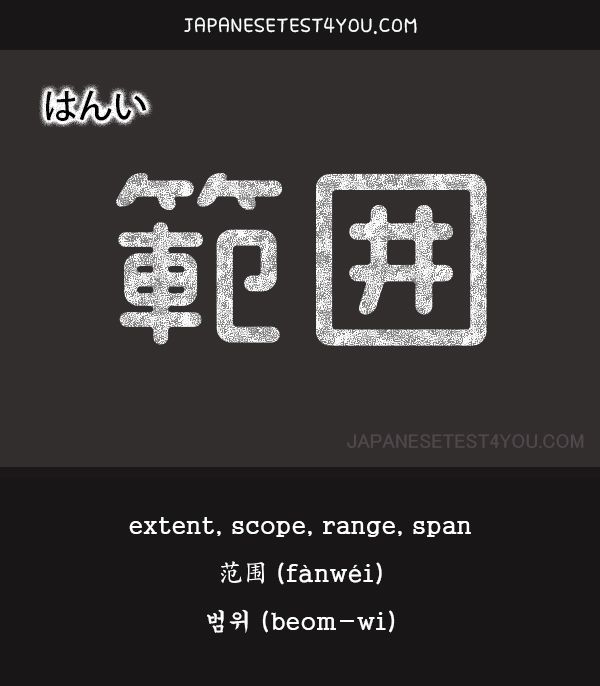 JAPANESETEST4YOU.COM
はんい
範囲
JAPANESETEST4YOU.COM
extent, scope, range, span
范围 (fànwéi)
범위 (beom-wi)